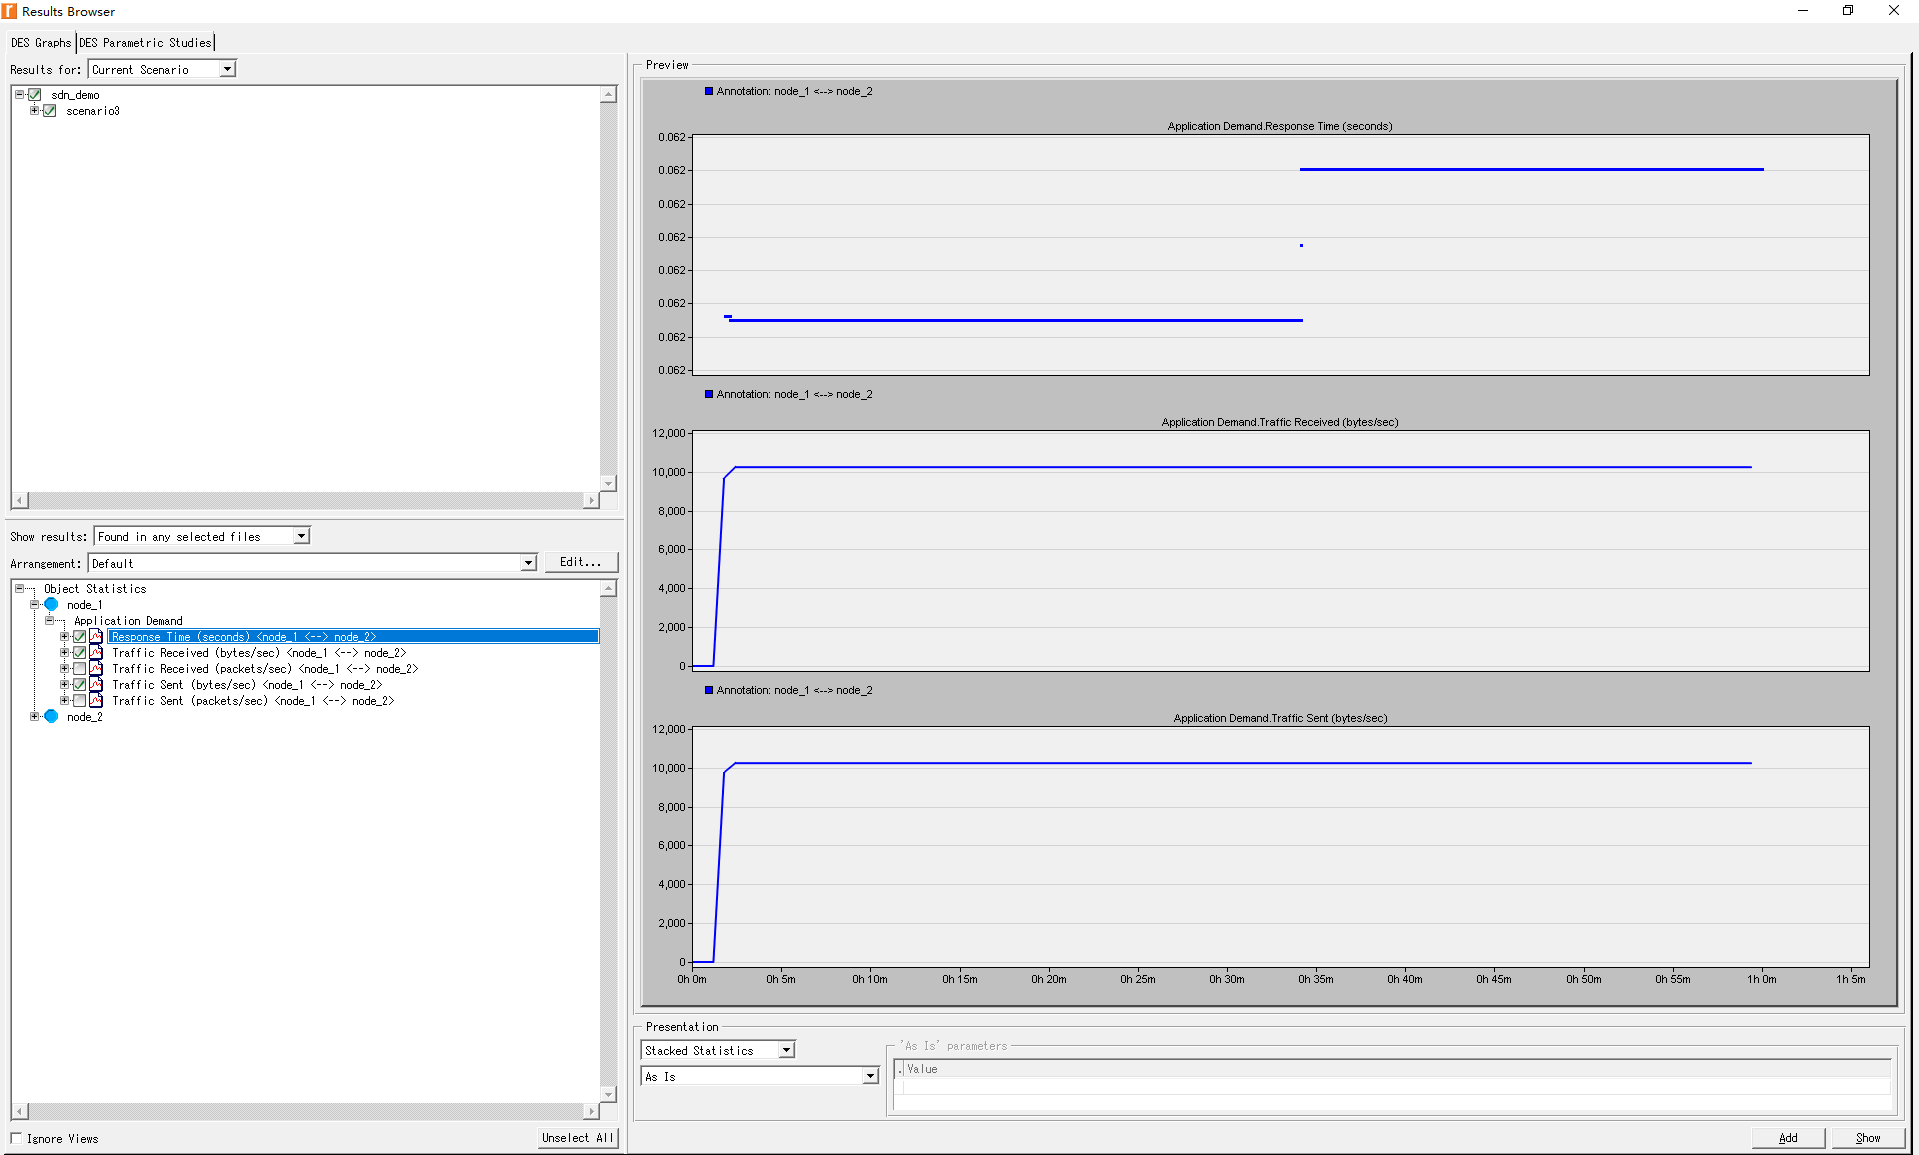 Results Browser
DES Graphs
DES Parametric Studies
Results for: Current Scenario
sdn_demo
scenario3
Show results: Found in any selected files
Arrangement: Default
Edit...
Object Statistics
node_1
Application Demand
Response Time (seconds) <node_1 <--> node_2>
Traffic Received (bytes/sec) <node_1 <--> node_2>
Traffic Received (packets/sec) <node_1 <--> node_2>
Traffic Sent (bytes/sec) <node_1 <--> node_2>
Traffic Sent (packets/sec) <node_1 <--> node_2>
node_2
Ignore Views
Unselect All
Preview
Annotation: node_1 <--> node_2
Application Demand.Response Time (seconds)
0.062
0.062
0.062
0.062
0.062
0.062
0.062
0.062
Annotation: node_1 <--> node_2
Application Demand.Traffic Received (bytes/sec)
12,000
10,000
8,000
6,000
4,000
2,000
0
Annotation: node_1 <--> node_2
Application Demand.Traffic Sent (bytes/sec)
12,000
10,000
8,000
6,000
4,000
2,000
0
0h 0m 0h 5m 0h 10m 0h 15m 0h 20m 0h 25m 0h 30m 0h 35m 0h 40m 0h 45m 0h 50m 0h 55m 1h 0m 1h 5m
Presentation
Stacked Statistics
As Is
'As Is' parameters
. Value
Add
Show